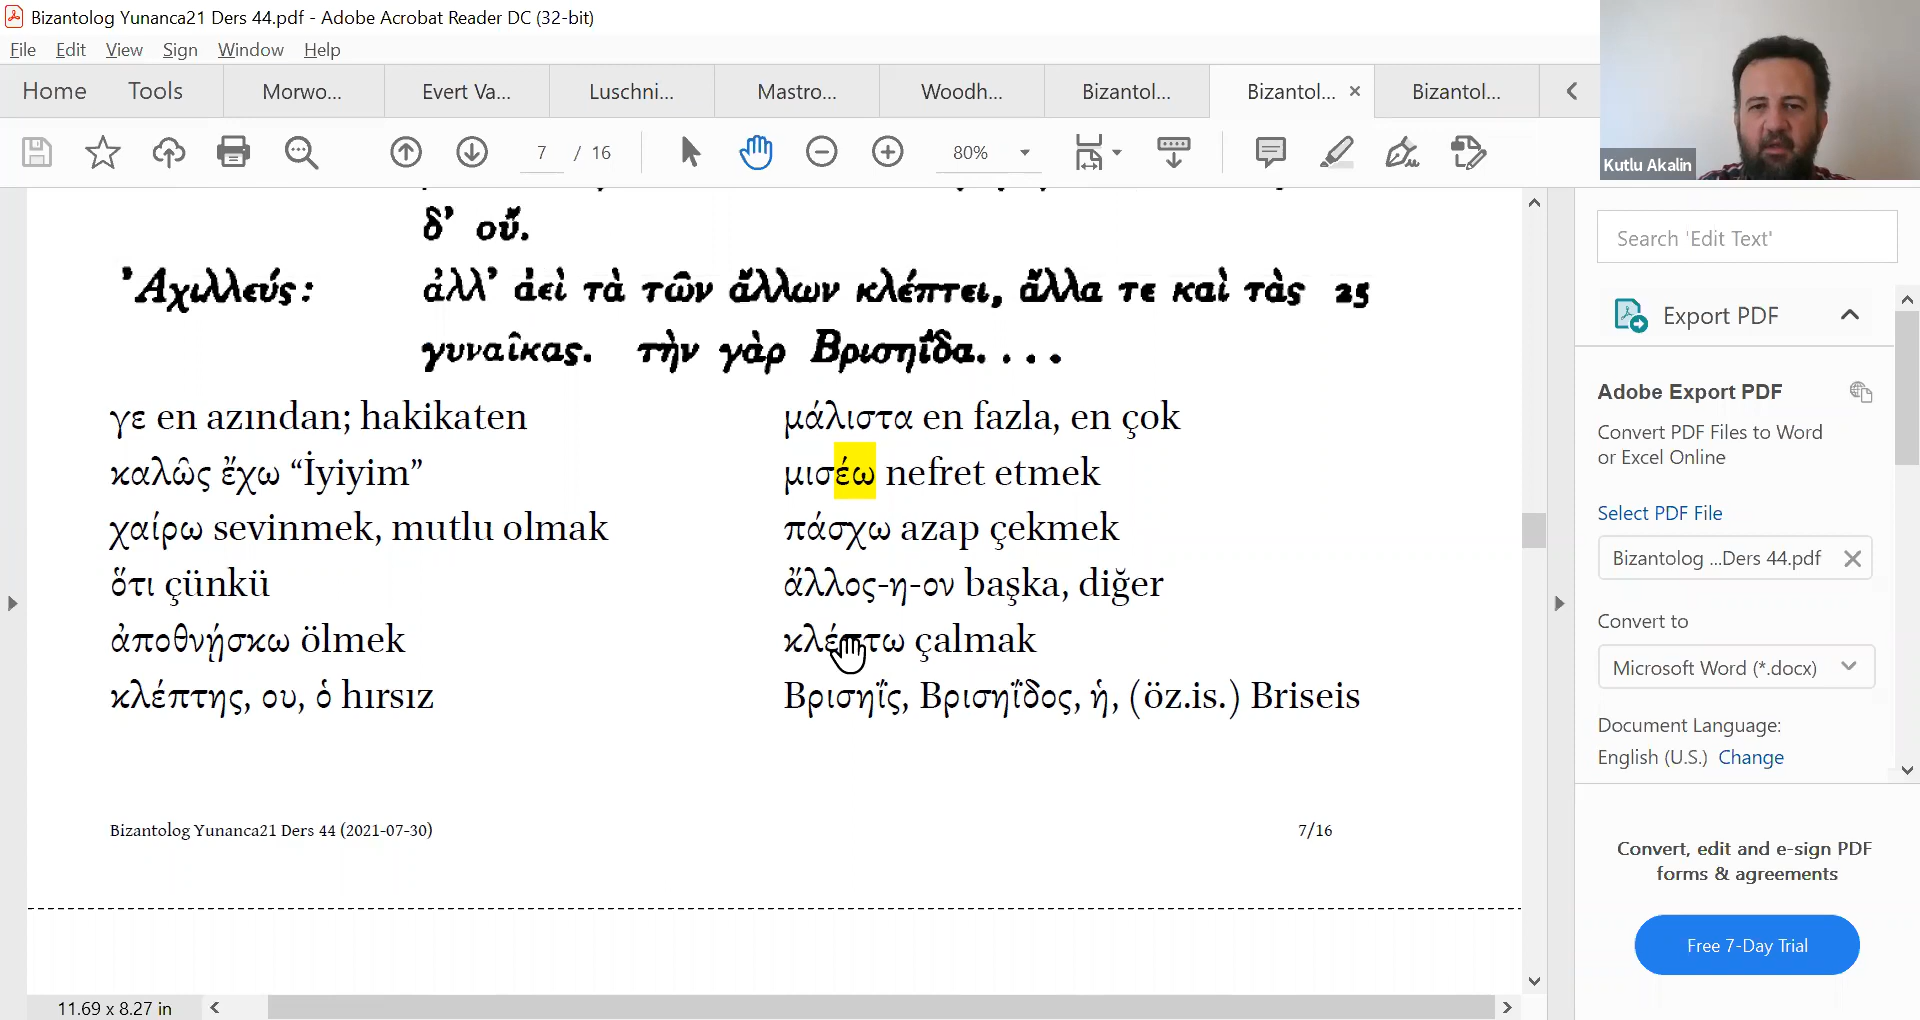 Bizantolog Yunanca21 Ders 44.pdf - Adobe Acrobat Reader DC (32-bit)
File Edit View Sign Window Help
Home Tools Morwo... Evert Va... Luschni... Mastro... Woodh... Bizantol... Bizantol... × Bizantol...
7 / 16 80%
Kutlu Akalin
δ’ οὔ.
Ἀχιλλεύς: ἀλλ’ ἀεὶ τὰ τῶν ἄλλων κλέπτει, ἄλλα τε καὶ τὰς 25
γυναῖκας. τὴν γὰρ Βρισηΐδα. . . .
γε en azından; hakikaten
καλῶς ἔχω “İyiyim”
χαίρω sevinmek, mutlu olmak
ὅτι çünkü
ἀποθνῄσκω ölmek
κλέπτης, ου, ὁ hırsız
μάλιστα en fazla, en çok
μισέω nefret etmek
πάσχω azap çekmek
ἄλλος-η-ον başka, diğer
κλέπτω çalmak
Βρισηΐς, Βρισηΐδος, ἡ, (öz.is.) Briseis
Bizantolog Yunanca21 Ders 44 (2021-07-30)
7/16
11.69 x 8.27 in
Search 'Edit Text'
Export PDF
Adobe Export PDF
Convert PDF Files to Word
or Excel Online
Select PDF File
Bizantolog ...Ders 44.pdf
Convert to
Microsoft Word (*.docx)
Document Language:
English (U.S.) Change
Convert, edit and e-sign PDF
forms & agreements
Free 7-Day Trial